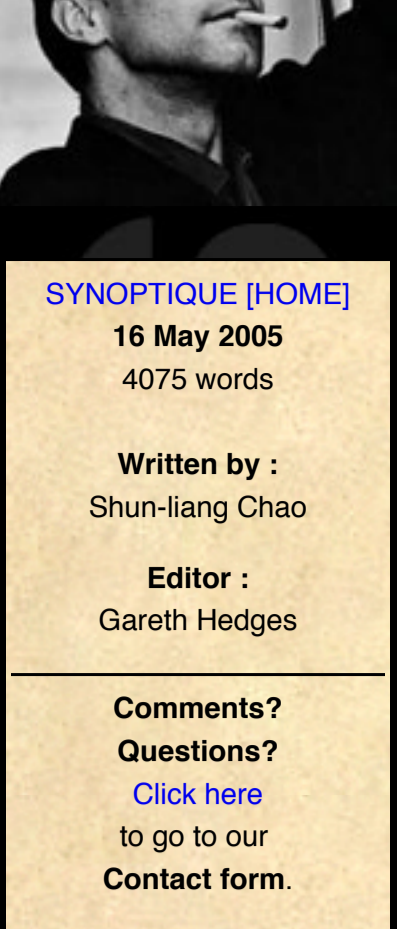 SYNOPTIQUE [HOME]
16 May 2005
4075 words
Written by :
Shun-liang Chao
Editor :
Gareth Hedges
Comments?
Questions?
Click here
to go to our
Contact form.